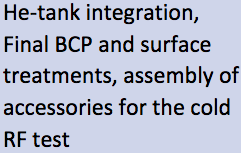 He-tank integration,
Final BCP and surface
treatments, assembly of
accessories for the cold
RF test